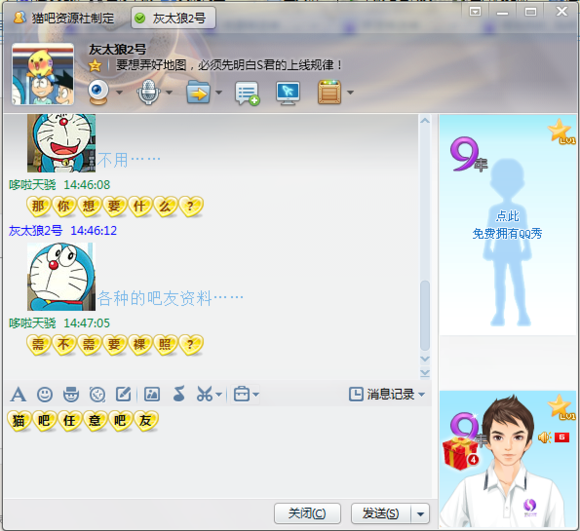 猫吧资源社制定
灰太狼2号
灰太狼2号
要想弄好地图，必须先明白S君的上线规律！
不用……
哆啦天骁 14:46:08
那你想要什么？
灰太狼2号 14:46:12
各种的吧友资料……
哆啦天骁 14:47:05
需不需要裸照？
消息记录
猫吧任意吧友
关闭(C)
发送(S)
LV1
9年
点此
免费拥有QQ秀
LV1
9年
6
4